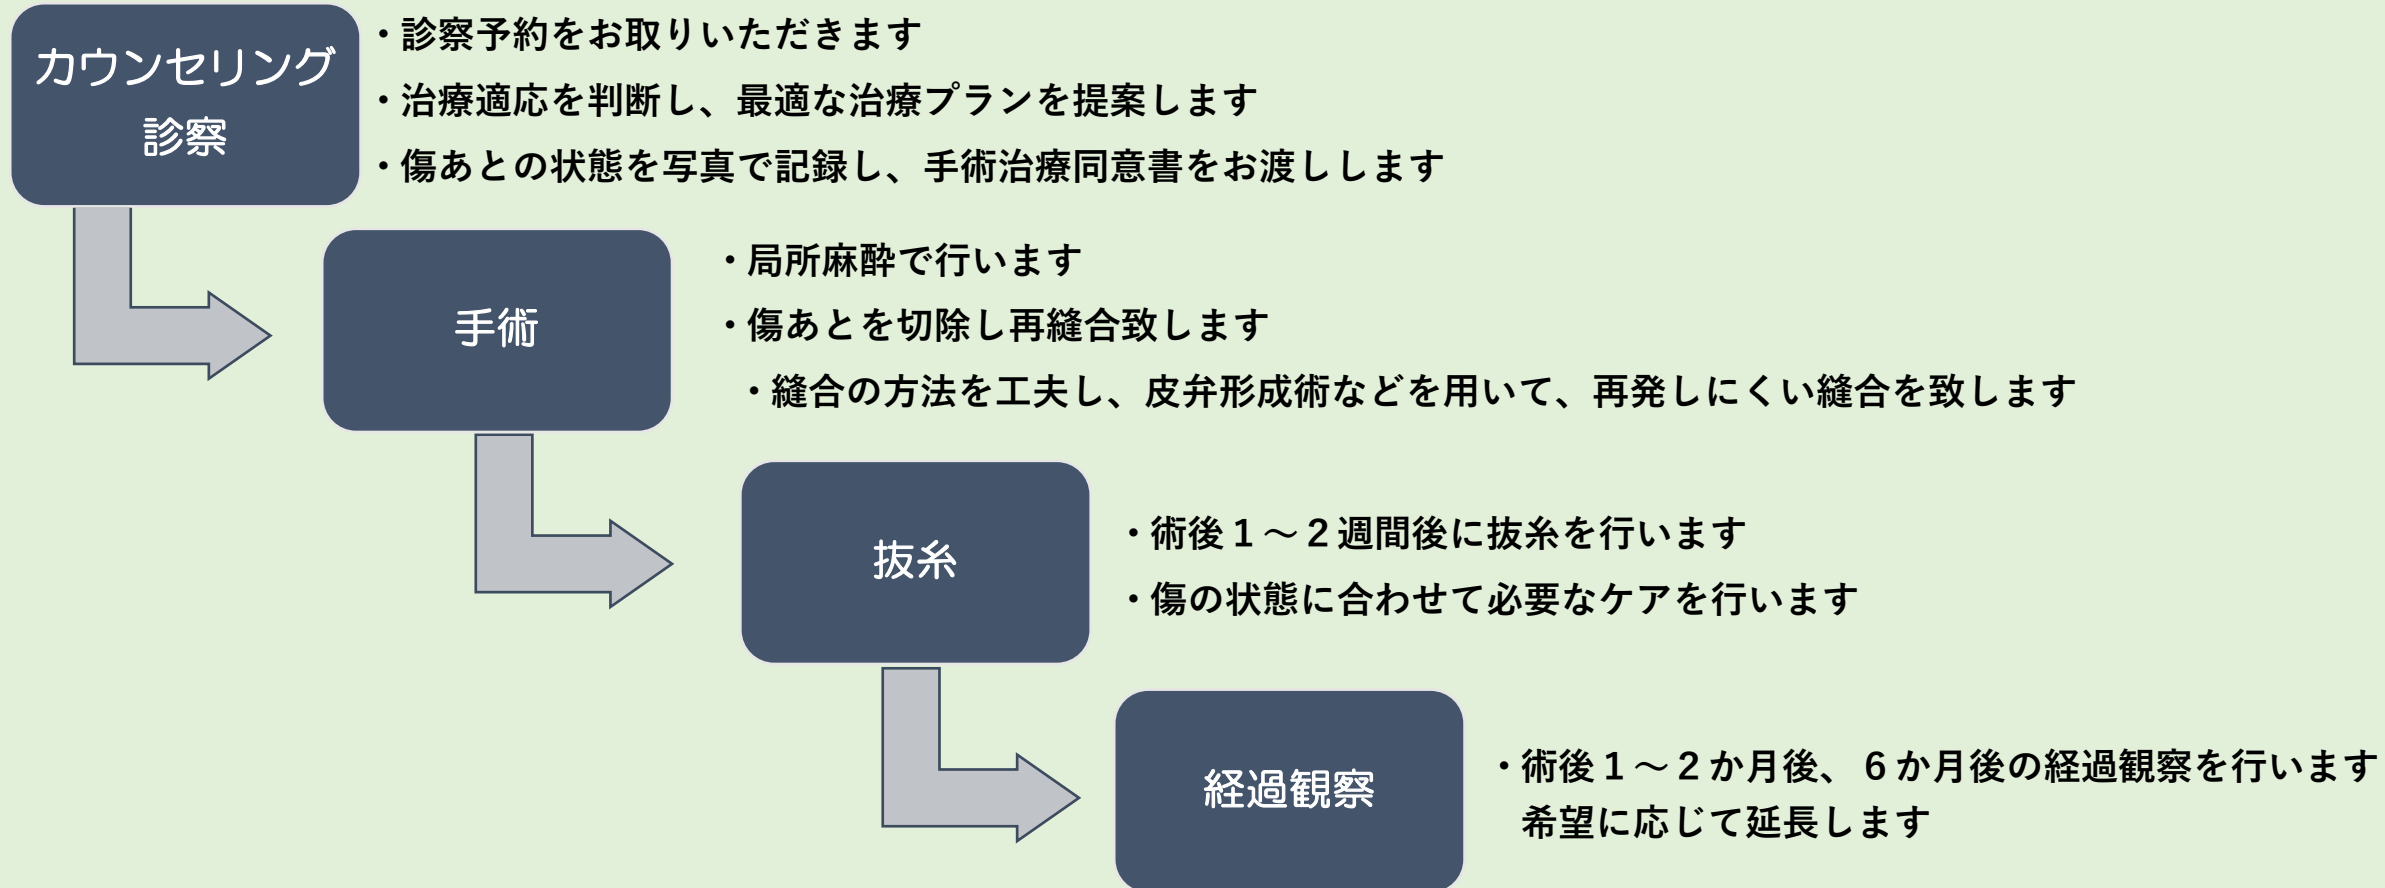 カウンセリング
診察
・診察予約をお取りいただきます
・治療適応を判断し、最適な治療プランを提案します
・傷あとの状態を写真で記録し、手術治療同意書をお渡しします
手術
・局所麻酔で行います
・傷あとを切除し再縫合致します
・縫合の方法を工夫し、皮弁形成術などを用いて、再発しにくい縫合を致します
抜糸
・術後1～2週間後に抜糸を行います
・傷の状態に合わせて必要なケアを行います
経過観察
・術後1～2か月後、6か月後の経過観察を行います
希望に応じて延長します